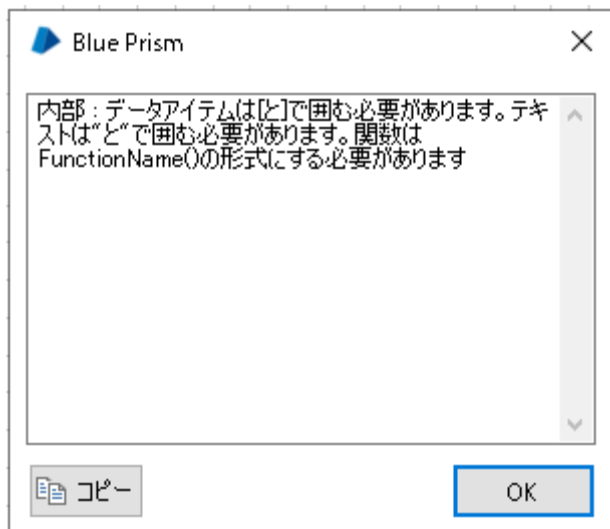 Blue Prism
内部：データアイテムは[と]で囲む必要があります。テキ
ストは"と"で囲む必要があります。関数は
FunctionName()の形式にする必要があります
コピー
OK